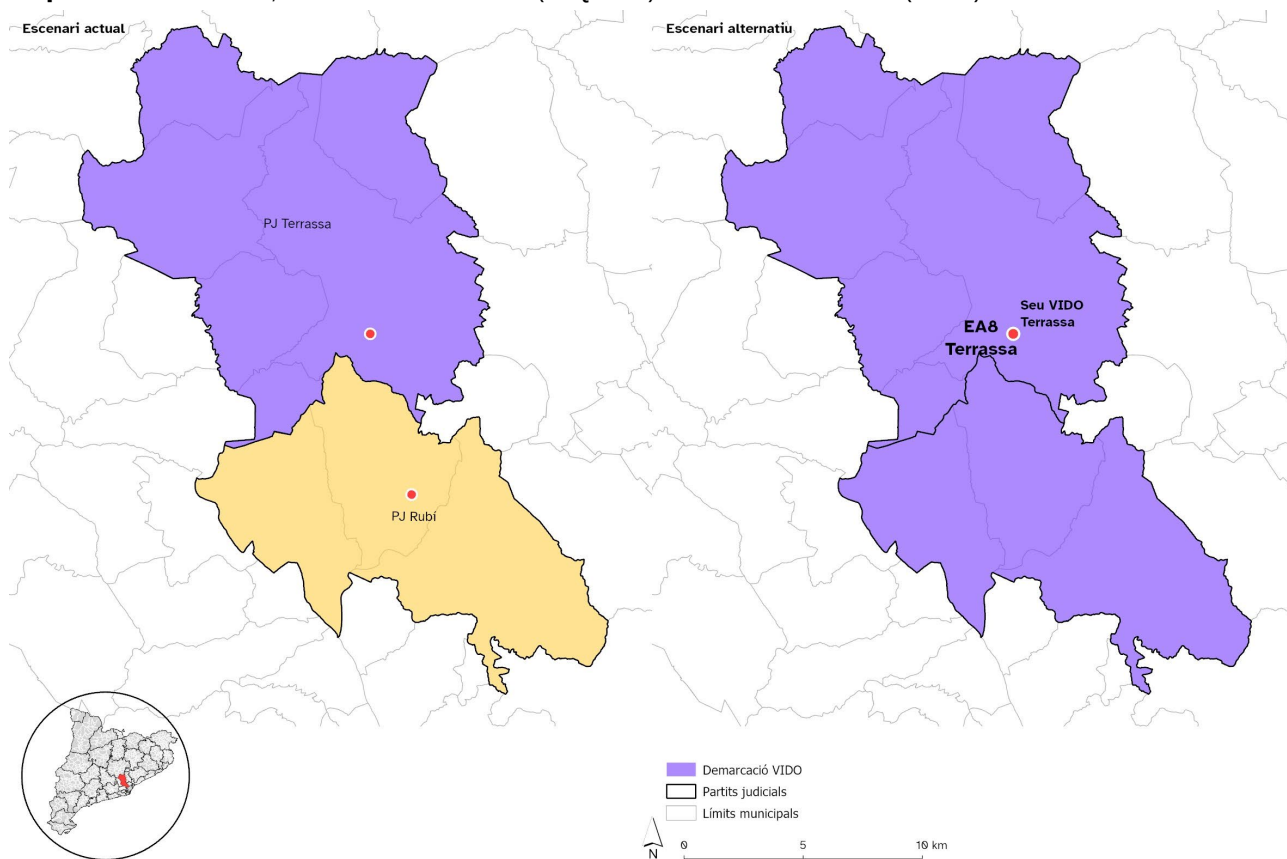 Escenari actual
Escenari alternatiu
PJ Terrassa
Seu VIDO
Terrassa
EA8
Terrassa
PJ Rubí
Demarcació VIDO
Partits judicials
Límits municipals
N
0 5 10 km